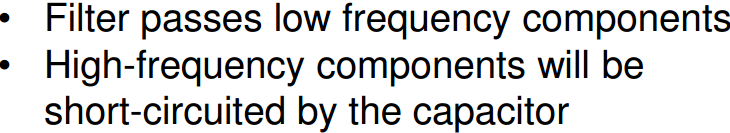 • Filter passes low frequency components
• High-frequency components will be
short-circuited by the capacitor